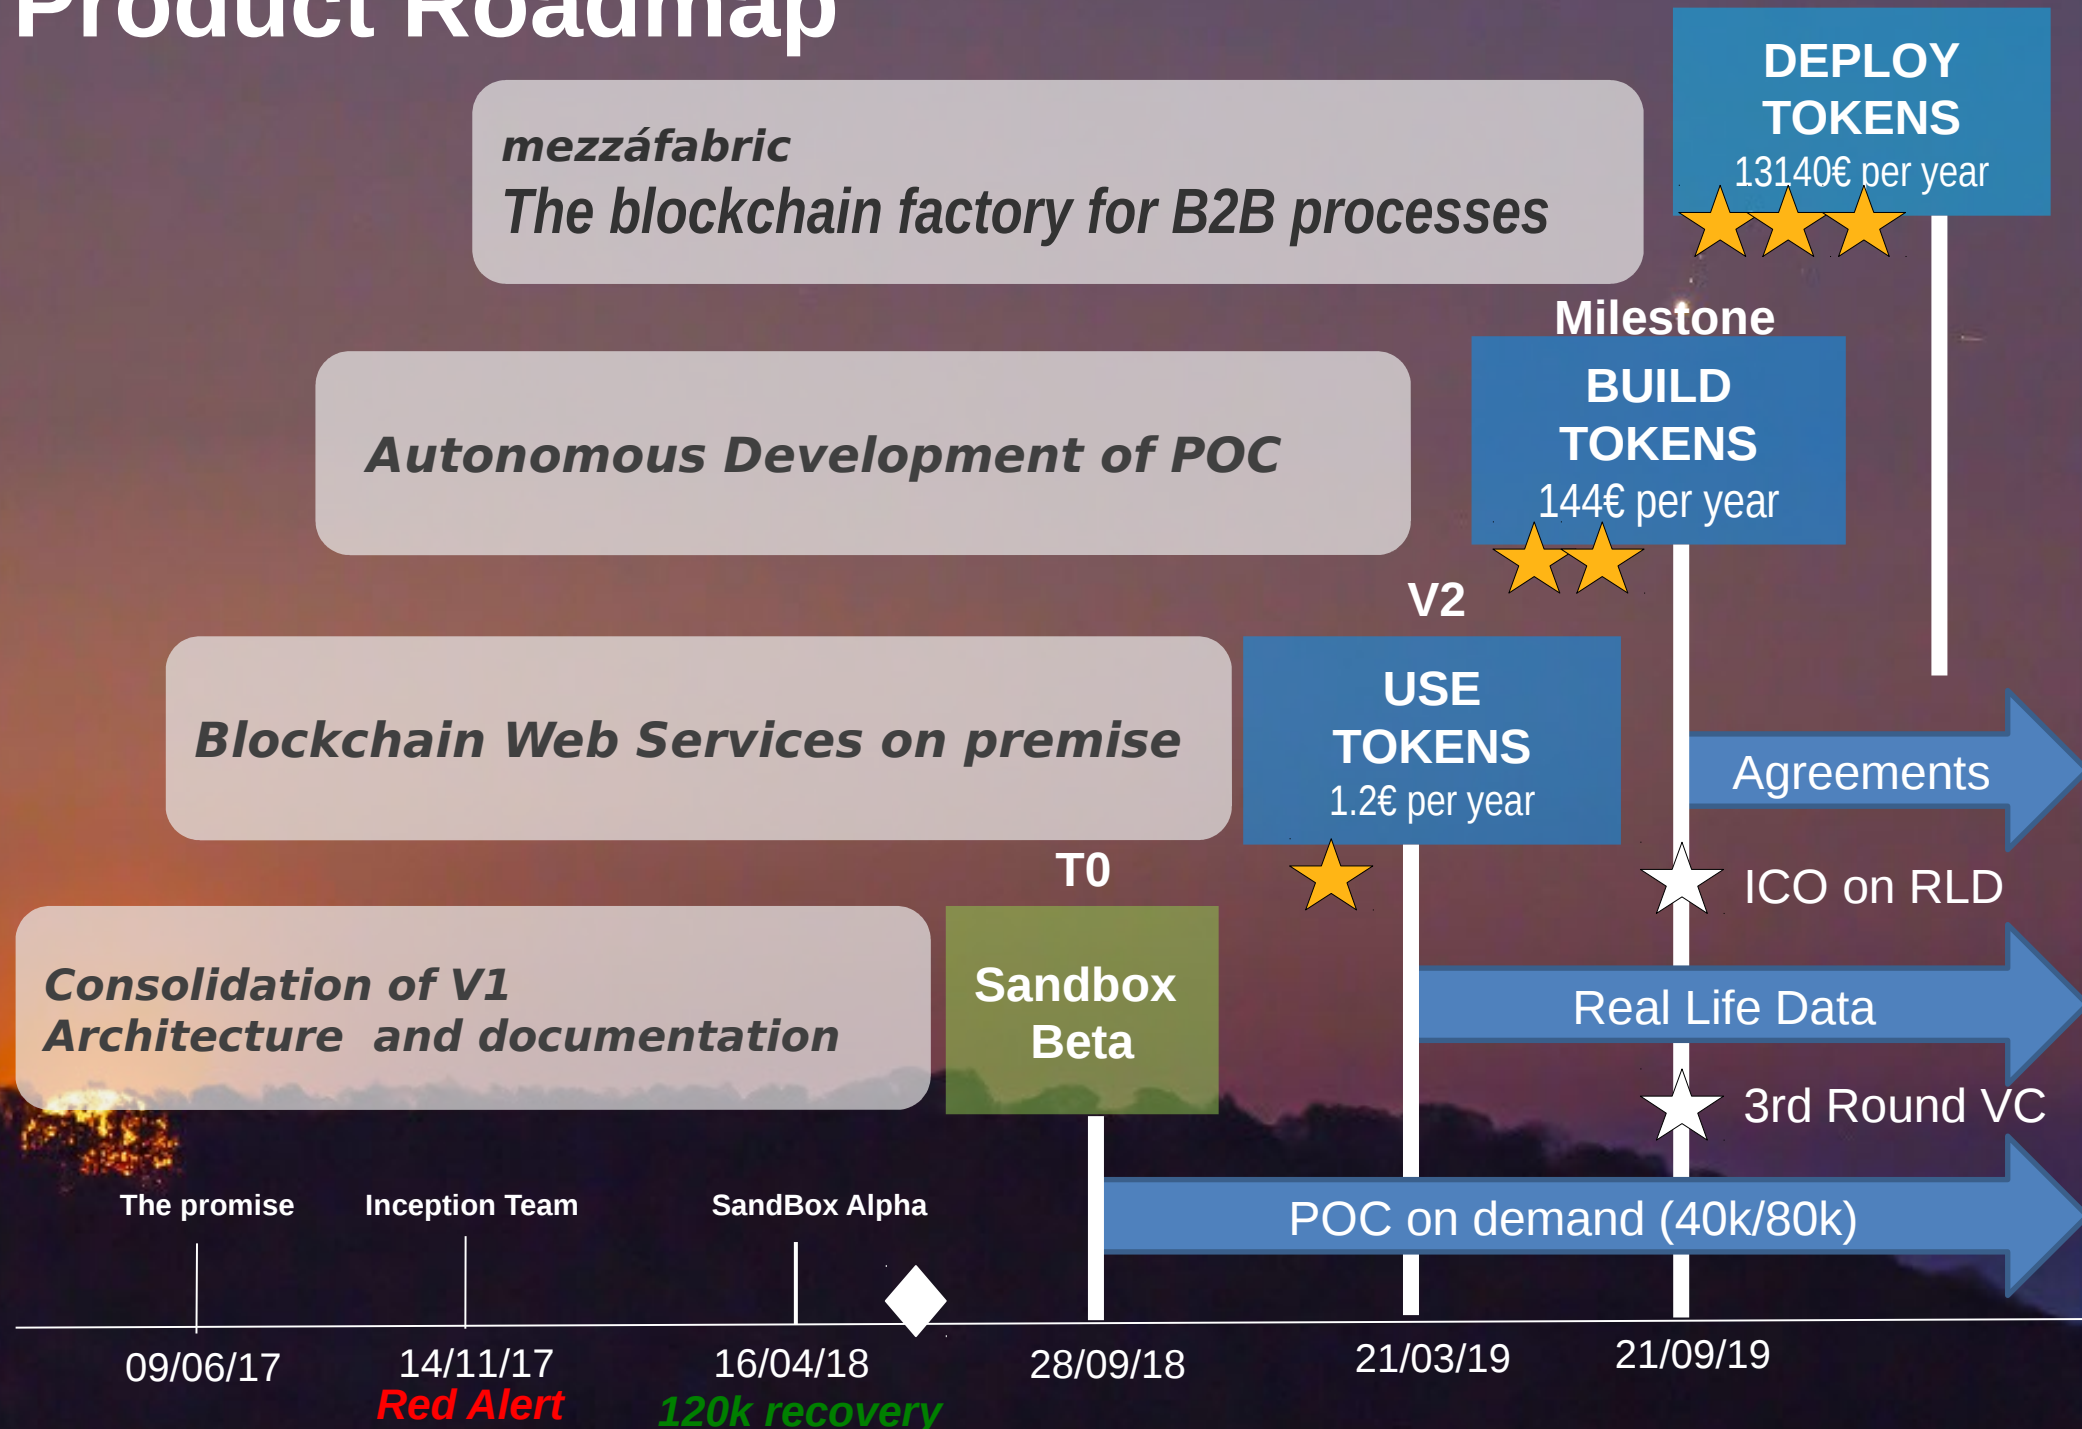 Product Roadmap
DEPLOY
TOKENS
13140€ per year
mezzáfabric
The blockchain factory for B2B processes
Milestone
BUILD
TOKENS
144€ per year
Autonomous Development of POC
V2
USE
TOKENS
1.2€ per year
Blockchain Web Services on premise
Agreements
T0
ICO on RLD
Sandbox
Beta
Consolidation of V1
Architecture  and documentation
Real Life Data
3rd Round VC
POC on demand (40k/80k)
The promise
Inception Team
SandBox Alpha
09/06/17
14/11/17
16/04/18
28/09/18
21/03/19
21/09/19
Red Alert
120k recovery